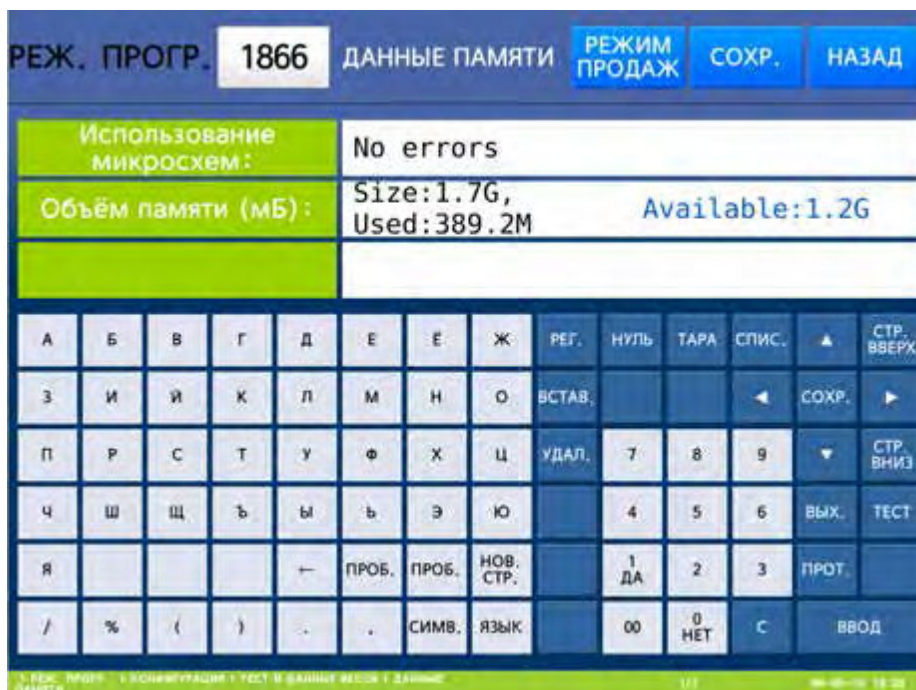 РЕЖ. ПРОГР. 1866 ДАННЫЕ ПАМЯТИ РЕЖИМ ПРОДАЖ СОХР. НАЗАД
Использование
микросхем:
No errors
Объём памяти (мБ):
Size:1.7G,
Used:389.2M
Available:1.2G
А Б В Г Д Е Ё Ж РЕГ. НУЛЬ ТАРА СПИС. ▲ СТР. ВВЕРХ
З И Й К Л М Н О ВСТАВ. ◀ СОХР. ▶
П Р С Т У Ф Х Ц УДАЛ. 7 8 9 ▼ СТР. ВНИЗ
Ч Ш Щ Ъ Ы Ь Э Ю 4 5 6 ВЫХ. ТЕСТ
Я ← ПРОБ. ПРОБ. НОВ. СТР. 1 ДА 2 3 ПРОТ.
/ % ( ) . . СИМВ. ЯЗЫК 00 0 НЕТ С ВВОД
1/1